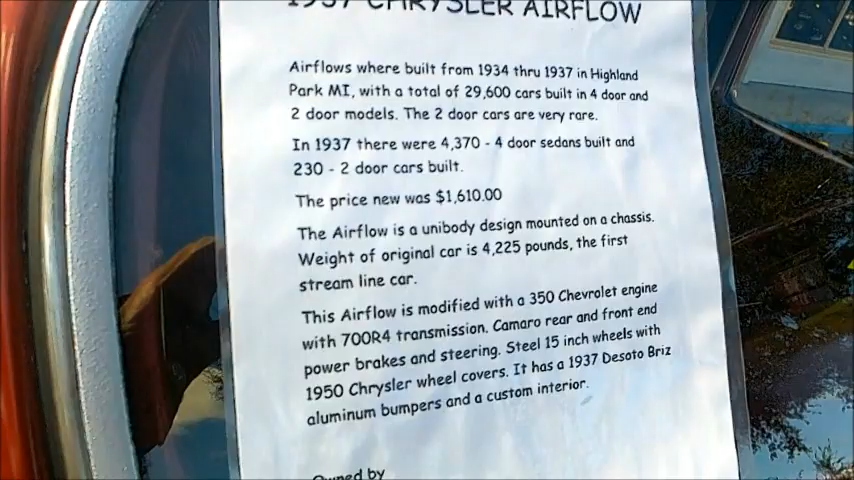 1937 CHRYSLER AIRFLOW
Airflows where built from 1934 thru 1937 in Highland
Park MI, with a total of 29,600 cars built in 4 door and
2 door models. The 2 door cars are very rare.
In 1937 there were 4,370 - 4 door sedans built and
230 - 2 door cars built.
The price new was $1,610.00
The Airflow is a unibody design mounted on a chassis.
Weight of original car is 4,225 pounds, the first
stream line car.
This Airflow is modified with a 350 Chevrolet engine
with 700R4 transmission. Camaro rear and front end
power brakes and steering. Steel 15 inch wheels with
1950 Chrysler wheel covers. It has a 1937 Desoto Briz
aluminum bumpers and a custom interior.
Owned by